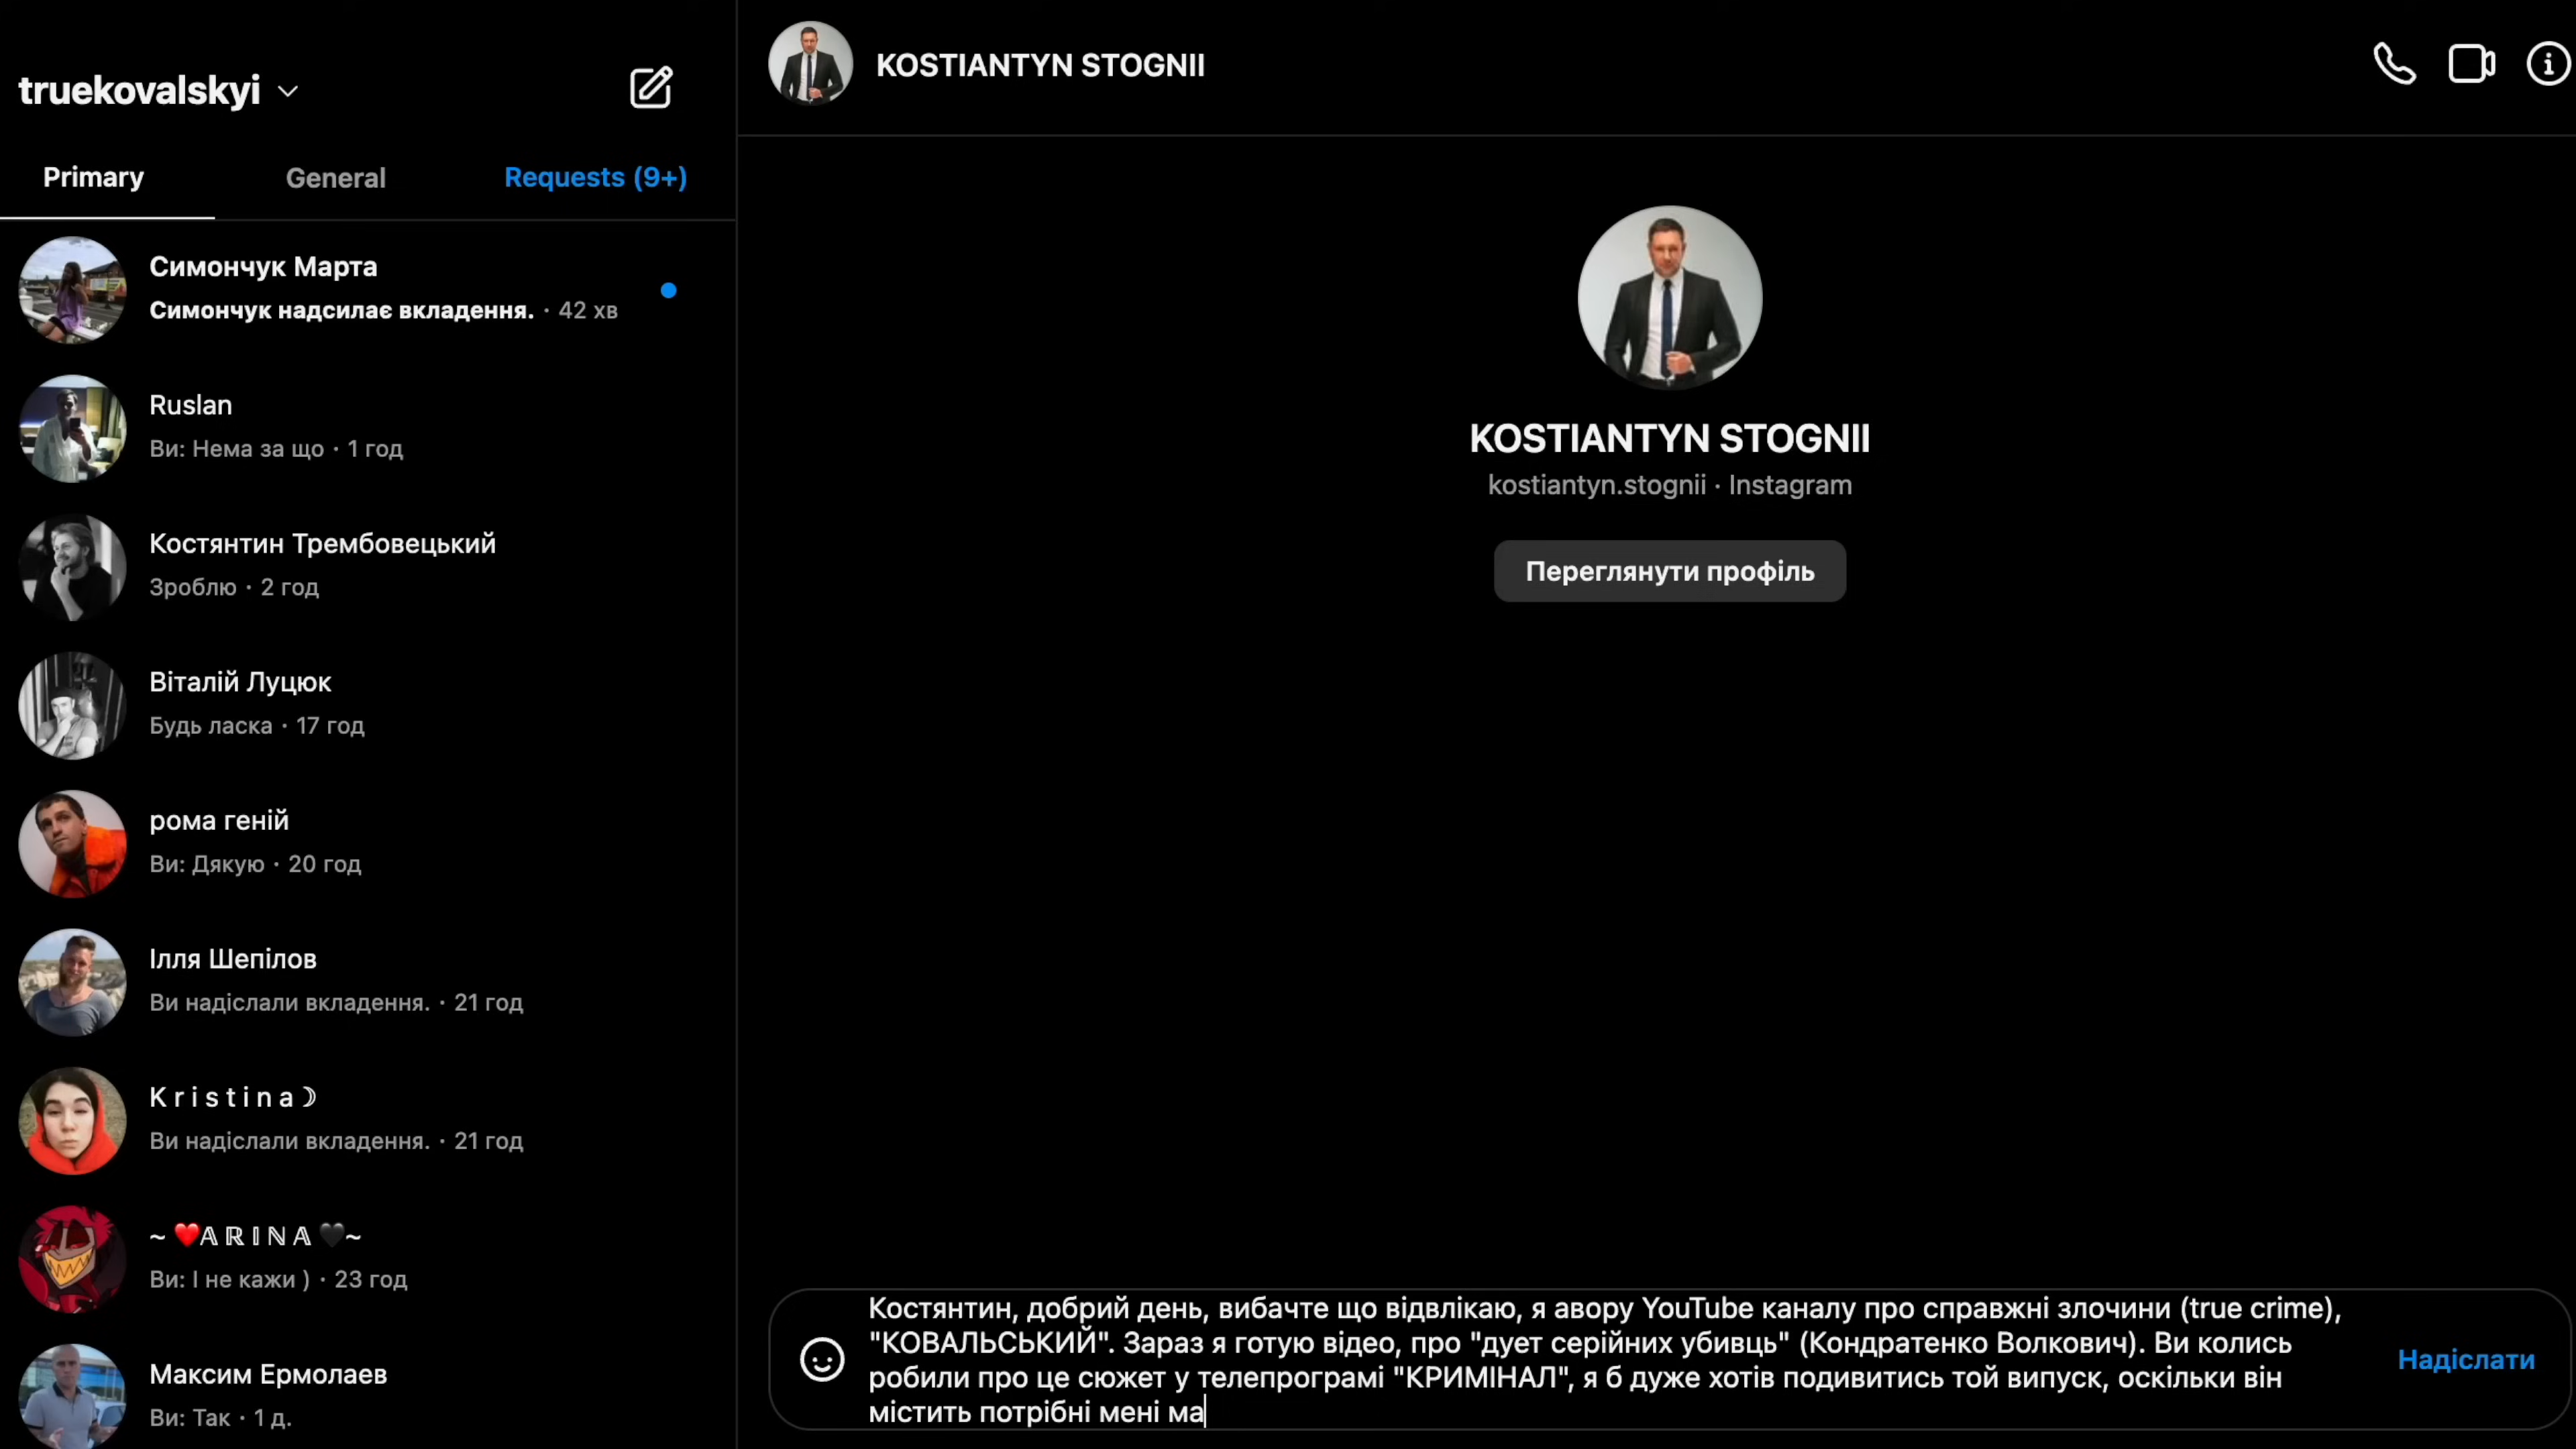 truekovalskyi
Primary
General
Requests (9+)
Симончук Марта
Симончук надсилає вкладення. · 42 хв
Ruslan
Ви: Нема за що · 1 год
Костянтин Трембовецький
Зроблю · 2 год
Віталій Луцюк
Будь ласка · 17 год
рома геній
Ви: Дякую · 20 год
Ілля Шепілов
Ви надіслали вкладення. · 21 год
K r i s t i n a ☽
Ви надіслали вкладення. · 21 год
~ ❤️𝔸 ℝ 𝕀 ℕ 𝔸 🖤~
Ви: І не кажи ) · 23 год
Максим Ермолаев
Ви: Так · 1 д.
KOSTIANTYN STOGNII
KOSTIANTYN STOGNII
kostiantyn.stognii · Instagram
Переглянути профіль
Костянтин, добрий день, вибачте що відвлікаю, я авору YouTube каналу про справжні злочини (true crime),
"КОВАЛЬСЬКИЙ". Зараз я готую відео, про "дует серійних убивць" (Кондратенко Волкович). Ви колись
робили про це сюжет у телепрограмі "КРИМІНАЛ", я б дуже хотів подивитись той випуск, оскільки він
містить потрібні мені ма
Надіслати